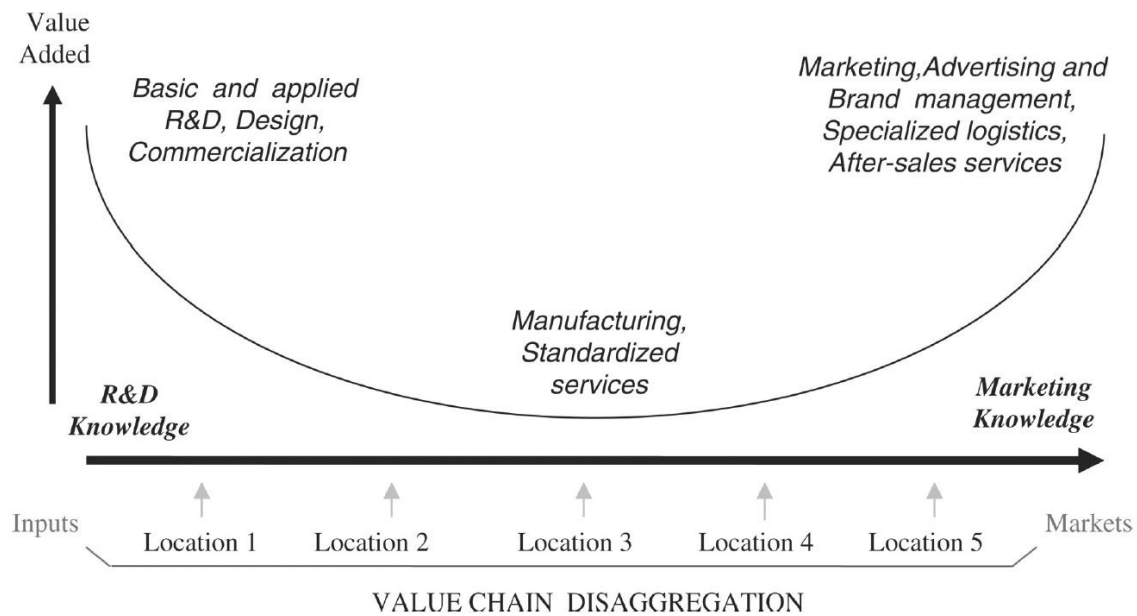 Value
Added
Basic and applied
R&D, Design,
Commercialization
Marketing,Advertising and
Brand management,
Specialized logistics,
After-sales services
Manufacturing,
Standardized
services
R&D
Knowledge
Marketing
Knowledge
Inputs
Location 1
Location 2
Location 3
Location 4
Location 5
Markets
VALUE CHAIN DISAGGREGATION